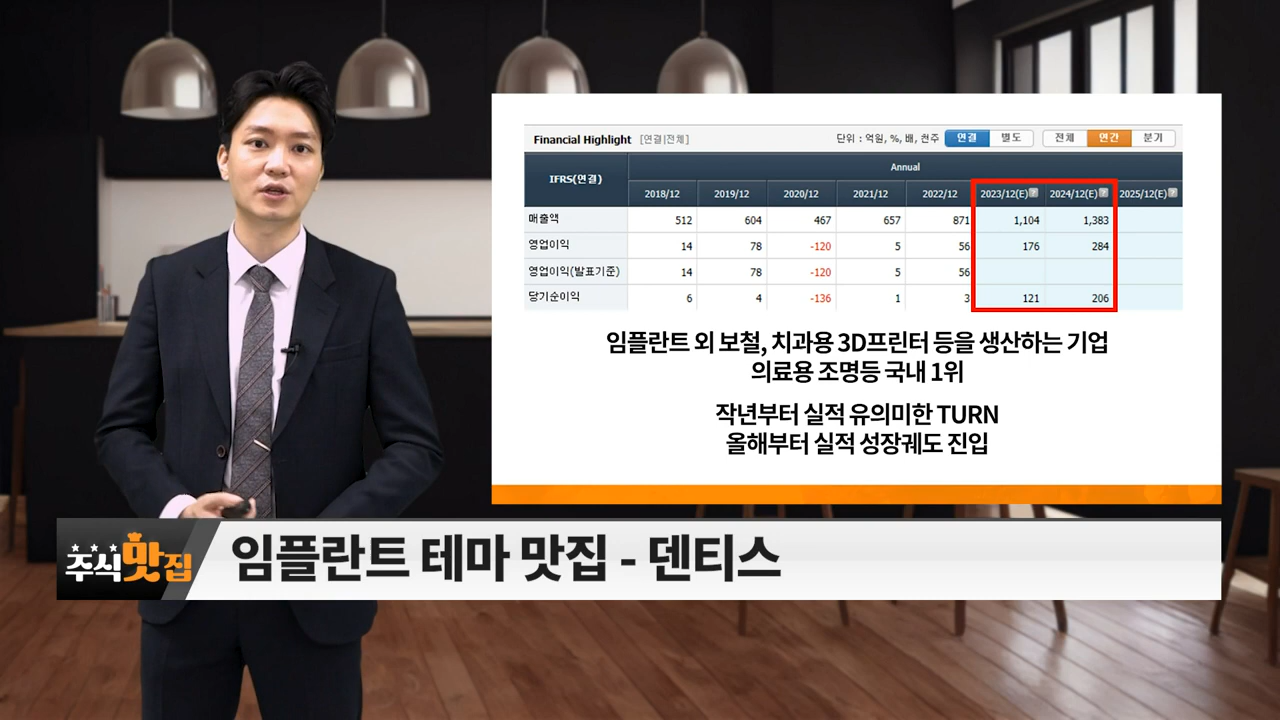 Financial Highlight [연결|전체] 단위 : 억원, %, 배, 천주 연결 별도 전체 연간 분기
IFRS(연결) Annual
2018/12 2019/12 2020/12 2021/12 2022/12 2023/12(E) 2024/12(E) 2025/12(E)
매출액 512 604 467 657 871 1,104 1,383
영업이익 14 78 -120 5 56 176 284
영업이익(발표기준) 14 78 -120 5 56
당기순이익 6 4 -136 1 3 121 206
임플란트 외 보철, 치과용 3D프린터 등을 생산하는 기업
의료용 조명등 국내 1위
작년부터 실적 유의미한 TURN
올해부터 실적 성장궤도 진입
주식맛집
임플란트 테마 맛집 - 덴티스